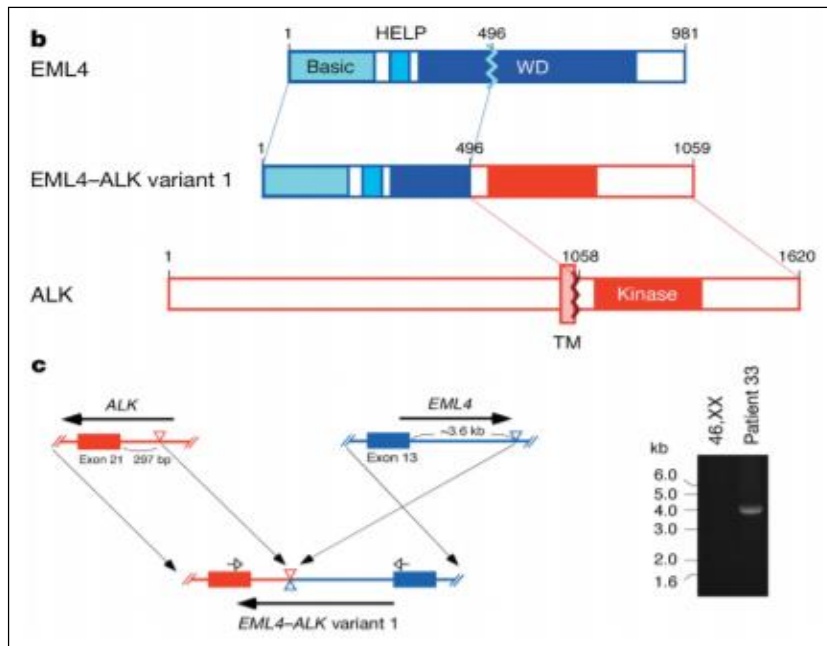 b
1 HELP 496 981
EML4
Basic WD
1 496 1059
EML4–ALK variant 1
1 1058 1620
ALK
Kinase
TM
c
ALK EML4
~3.6 kb
Exon 21 297 bp Exon 13
EML4–ALK variant 1
46,XX
Patient 33
kb
6.0
5.0
4.0
3.0
2.0
1.6